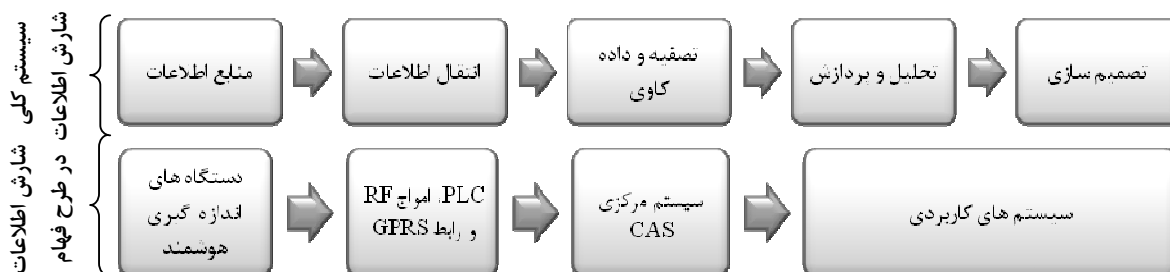 سیستم کلی
شارش اطلاعات
منابع اطلاعات
انتقال اطلاعات
تصفیه و داده
کاوی
تحلیل و پردازش
تصمیم سازی
شارش اطلاعات
در طرح فهام
دستگاه های
اندازه گیری
هوشمند
PLC، امواج RF
و رابط GPRS
سیستم مرکزی
CAS
سیستم های کاربردی